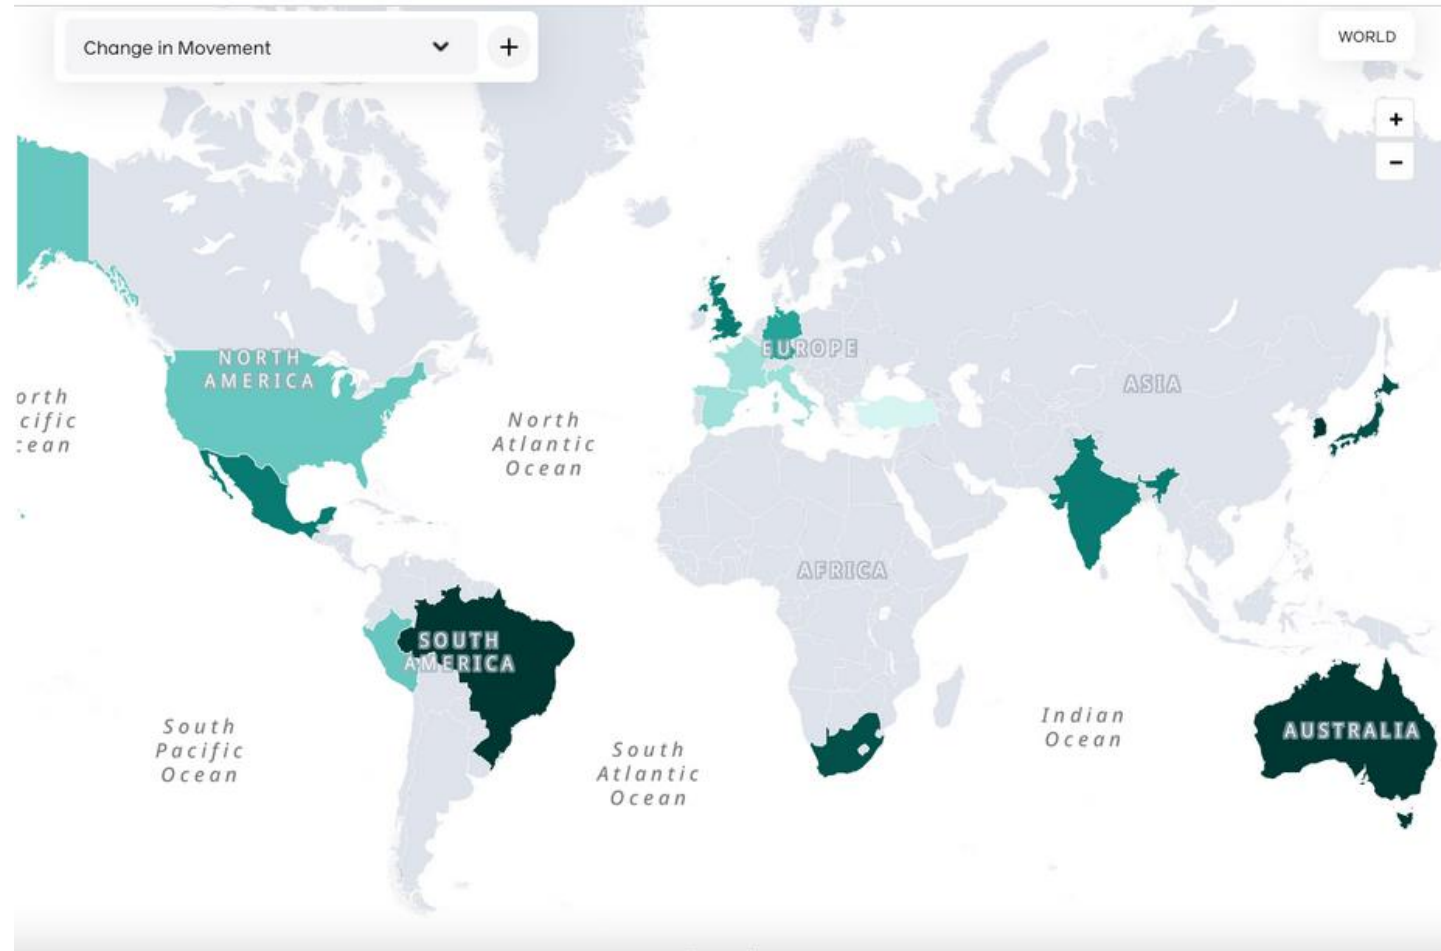 Change in Movement
+
WORLD
+
−
NORTH
AMERICA
orth
cific
cean
North
Atlantic
Ocean
EUROPE
ASIA
AFRICA
SOUTH
AMERICA
South
Pacific
Ocean
South
Atlantic
Ocean
Indian
Ocean
AUSTRALIA